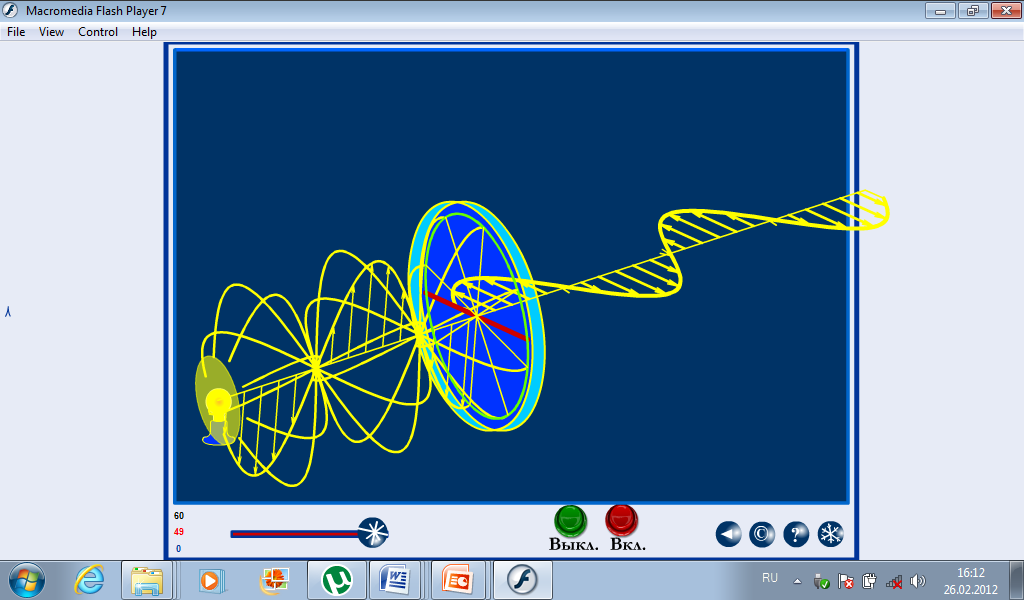 Macromedia Flash Player 7
File View Control Help
60
49
0
Выкл. Вкл.
©
?
RU
16:12
26.02.2012